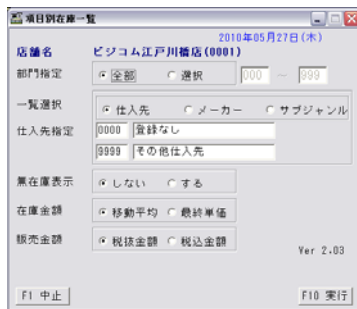 項目別在庫一覧
2010年05月27日(木)
店舗名 ビジコム江戸川橋店(0001)
部門指定 全部 選択 000 ～ 999
一覧選択 仕入先 メーカー サブジャンル
仕入先指定 0000 登録なし
9999 その他仕入先
無在庫表示 しない する
在庫金額 移動平均 最終単価
販売金額 税抜金額 税込金額
Ver 2.03
F1 中止 F10 実行